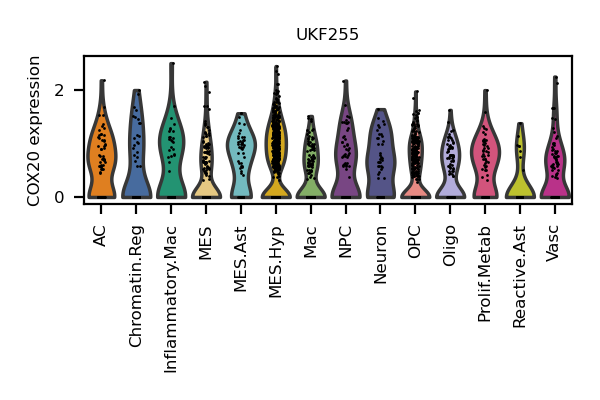 UKF255
COX20 expression
2
0
AC
Chromatin.Reg
Inflammatory.Mac
MES
MES.Ast
MES.Hyp
Mac
NPC
Neuron
OPC
Oligo
Prolif.Metab
Reactive.Ast
Vasc